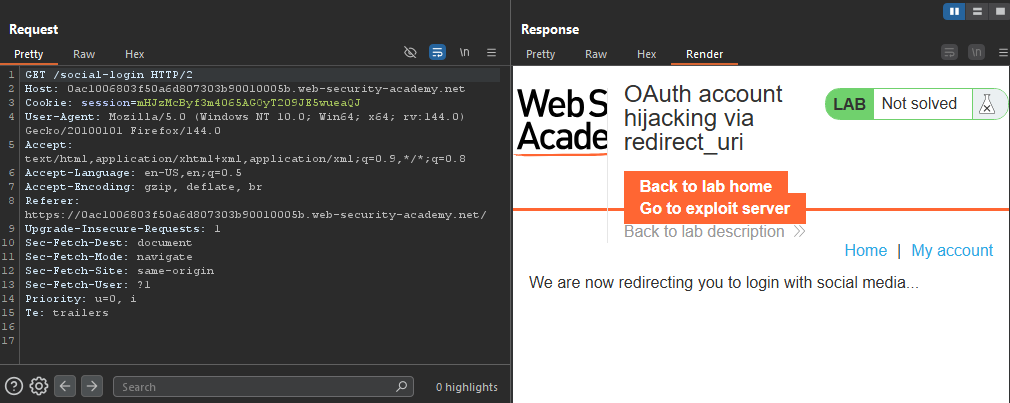 Request
Pretty
Raw
Hex
\n
1 GET /social-login HTTP/2
2 Host: 0ac1006803f50a6d807303b90010005b.web-security-academy.net
3 Cookie: session=mHJzMcByf3m4065AG0yT209JE5wueaQJ
4 User-Agent: Mozilla/5.0 (Windows NT 10.0; Win64; x64; rv:144.0)
Gecko/20100101 Firefox/144.0
5 Accept:
text/html,application/xhtml+xml,application/xml;q=0.9,*/*;q=0.8
6 Accept-Language: en-US,en;q=0.5
7 Accept-Encoding: gzip, deflate, br
8 Referer:
https://0ac1006803f50a6d807303b90010005b.web-security-academy.net/
9 Upgrade-Insecure-Requests: 1
10 Sec-Fetch-Dest: document
11 Sec-Fetch-Mode: navigate
12 Sec-Fetch-Site: same-origin
13 Sec-Fetch-User: ?1
14 Priority: u=0, i
15 Te: trailers
16
17
Search
0 highlights
Response
Pretty
Raw
Hex
Render
\n
Web S
Acade
OAuth account
hijacking via
redirect_uri
LAB Not solved
Back to lab home
Go to exploit server
Back to lab description
Home | My account
We are now redirecting you to login with social media...